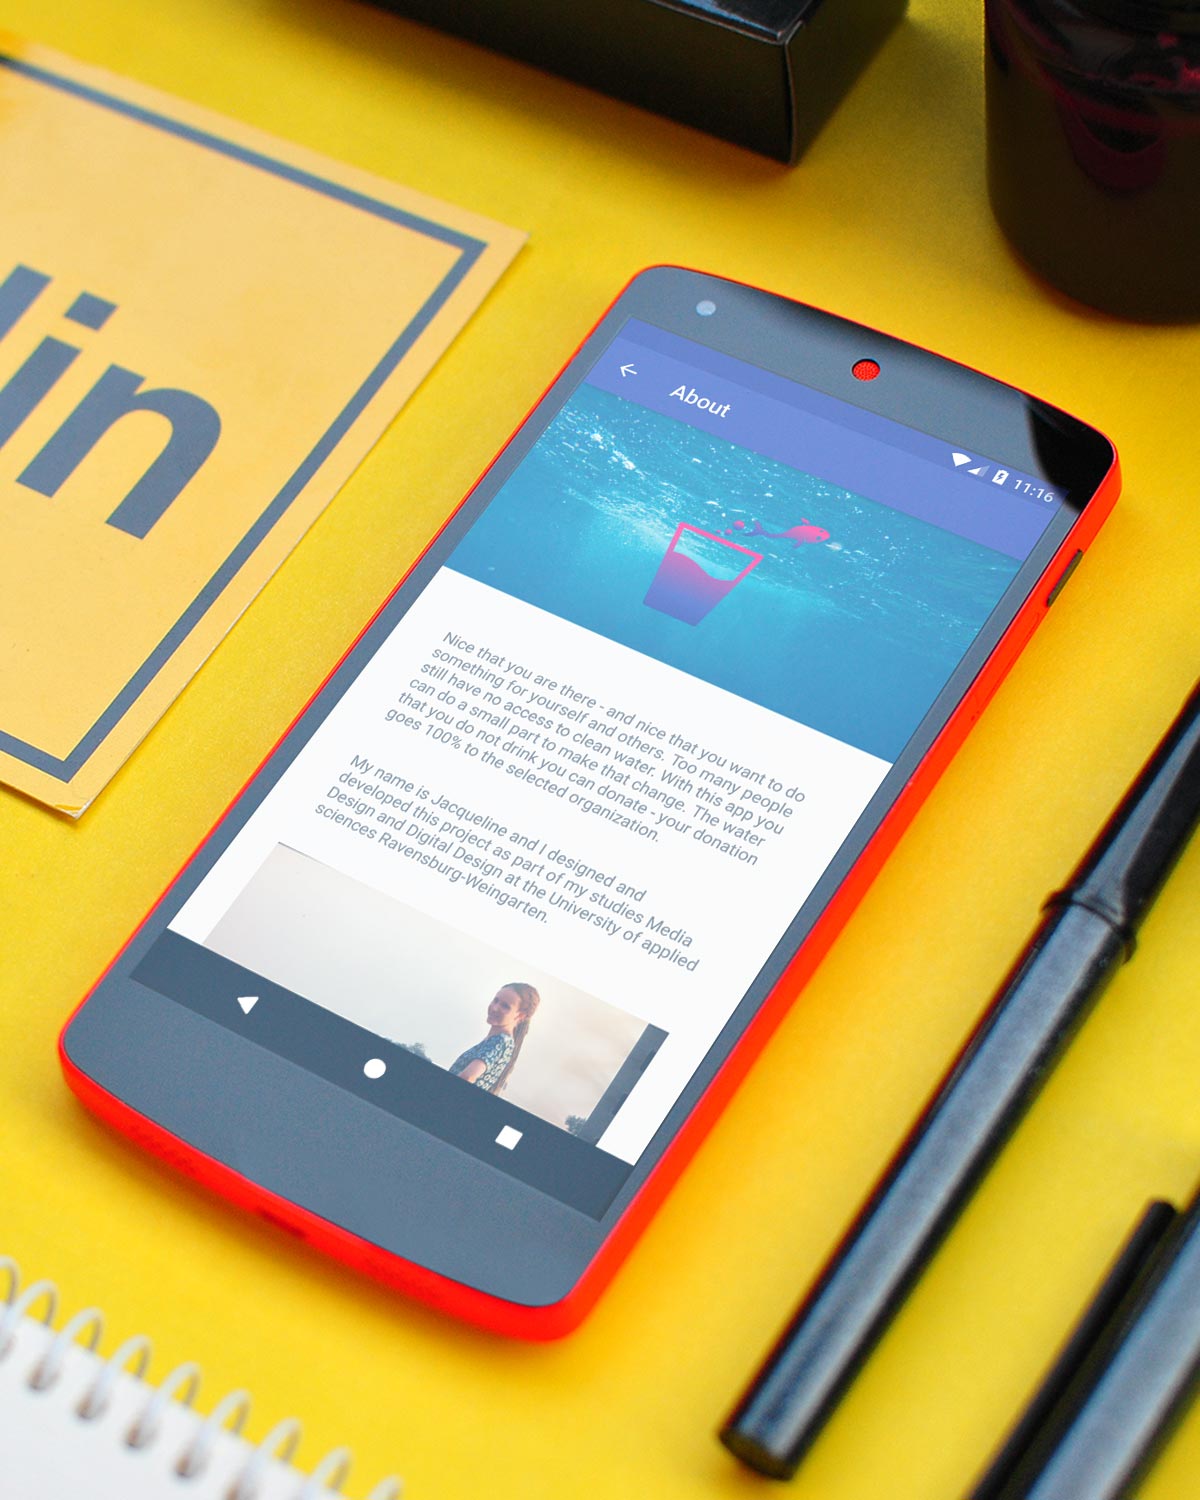 lin
About
11:16
Nice that you are there - and nice that you want to do
something for yourself and others. Too many people
still have no access to clean water. With this app you
can do a small part to make that change. The water
that you do not drink you can donate - your donation
goes 100% to the selected organization.
My name is Jacqueline and I designed and
developed this project as part of my studies Media
Design and Digital Design at the University of applied
sciences Ravensburg-Weingarten.